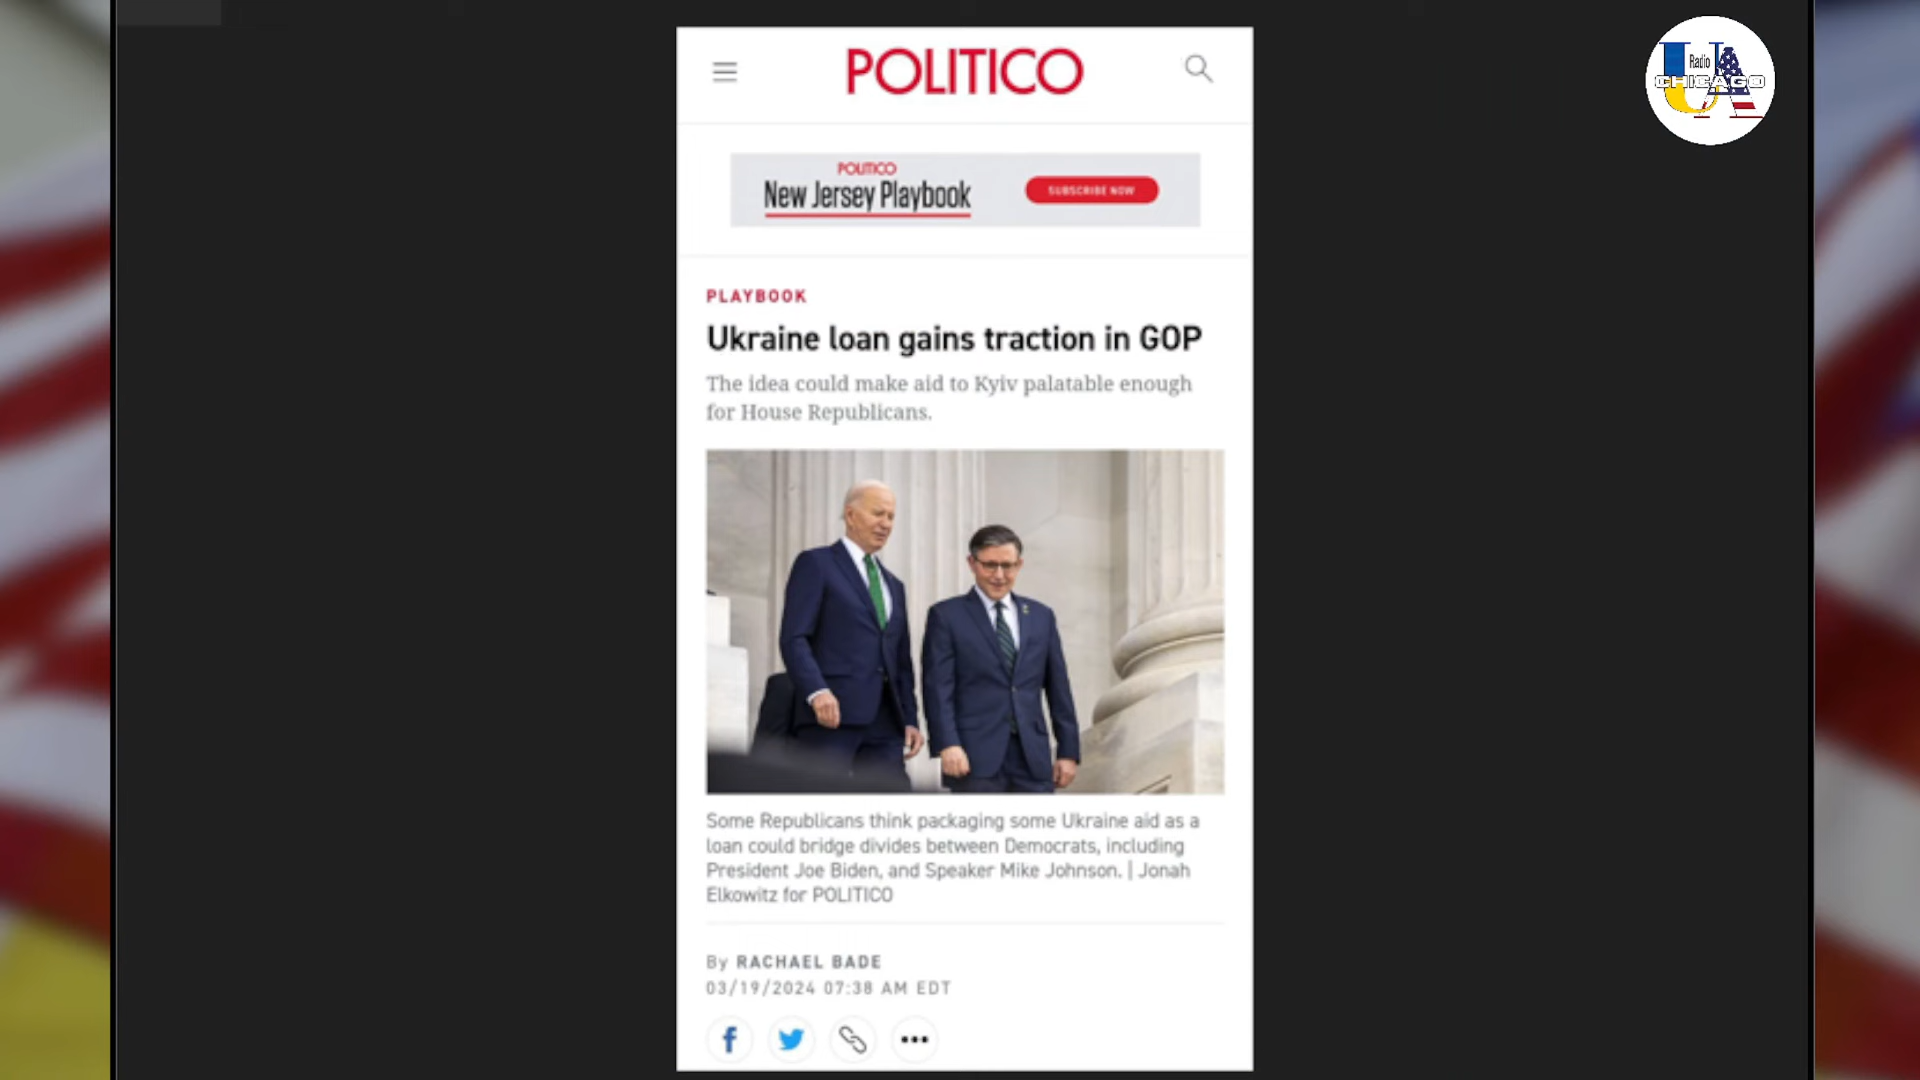 POLITICO
Radio
CHICAGO
UA
POLITICO
New Jersey Playbook
SUBSCRIBE NOW
PLAYBOOK
Ukraine loan gains traction in GOP
The idea could make aid to Kyiv palatable enough
for House Republicans.
Some Republicans think packaging some Ukraine aid as a
loan could bridge divides between Democrats, including
President Joe Biden, and Speaker Mike Johnson. | Jonah
Elkowitz for POLITICO
By RACHAEL BADE
03/19/2024 07:38 AM EDT